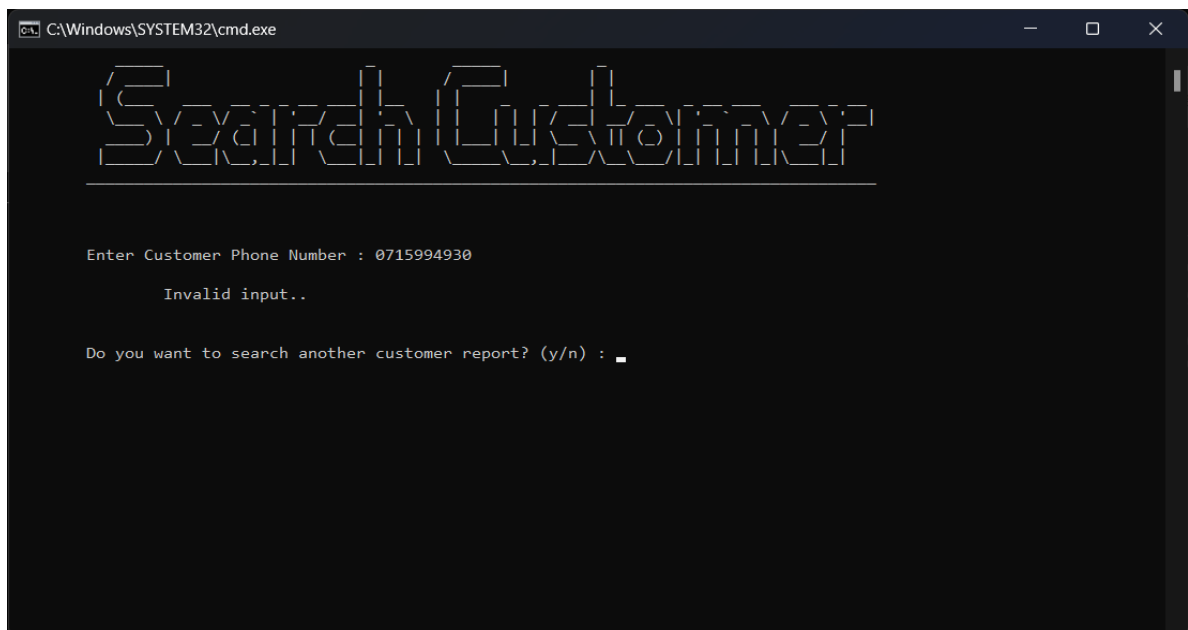 C:\Windows\SYSTEM32\cmd.exe
Search Customer
Enter Customer Phone Number : 0715994930
Invalid input..
Do you want to search another customer report? (y/n) :